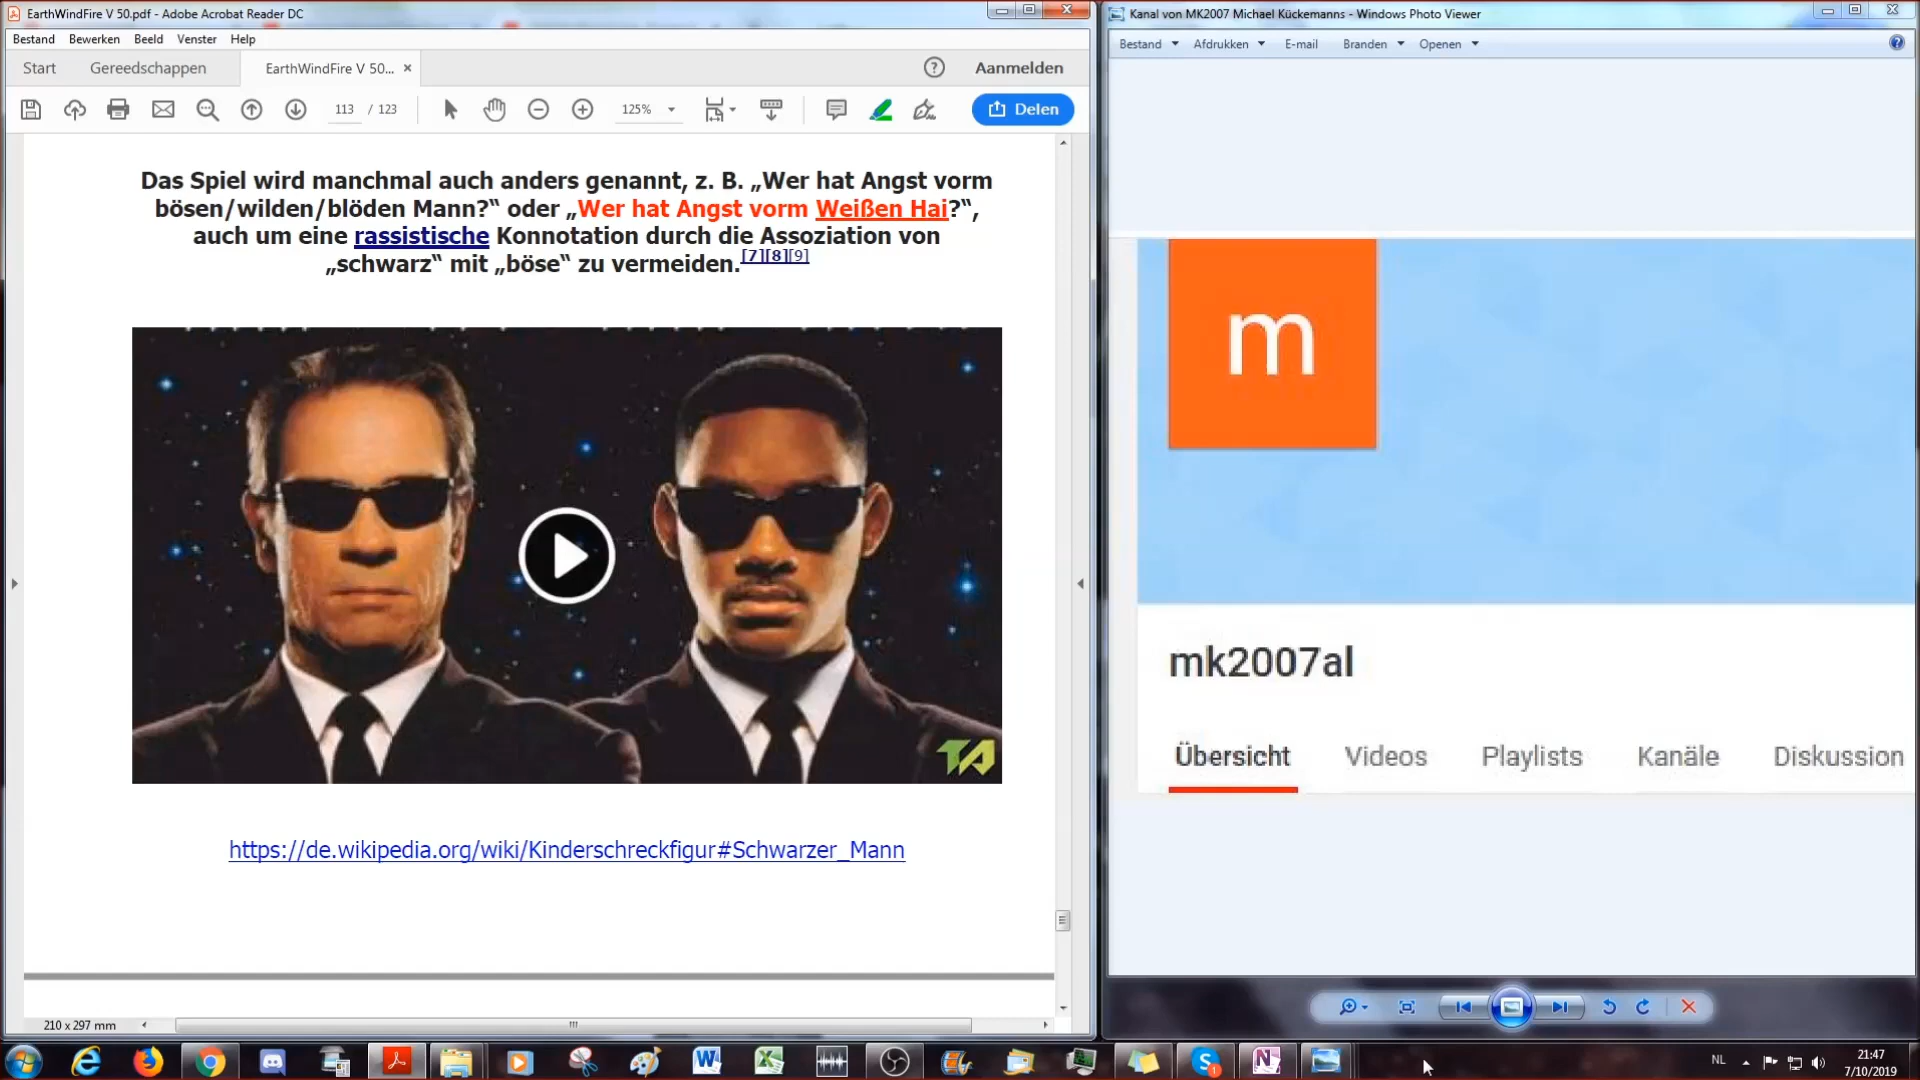 EarthWindFire V 50.pdf - Adobe Acrobat Reader DC
Bestand Bewerken Beeld Venster Help
Start Gereedschappen EarthWindFire V 50... × Aanmelden
113 / 123 125% Delen
Das Spiel wird manchmal auch anders genannt, z. B. „Wer hat Angst vorm
bösen/wilden/blöden Mann?“ oder „Wer hat Angst vorm Weißen Hai?“,
auch um eine rassistische Konnotation durch die Assoziation von
„schwarz“ mit „böse“ zu vermeiden.[7][8][9]
TA
https://de.wikipedia.org/wiki/Kinderschreckfigur#Schwarzer_Mann
210 x 297 mm
Kanal von MK2007 Michael Kückemanns - Windows Photo Viewer
Bestand Afdrukken E-mail Branden Openen
m
mk2007al
Übersicht Videos Playlists Kanäle Diskussion
NL
21:47
7/10/2019